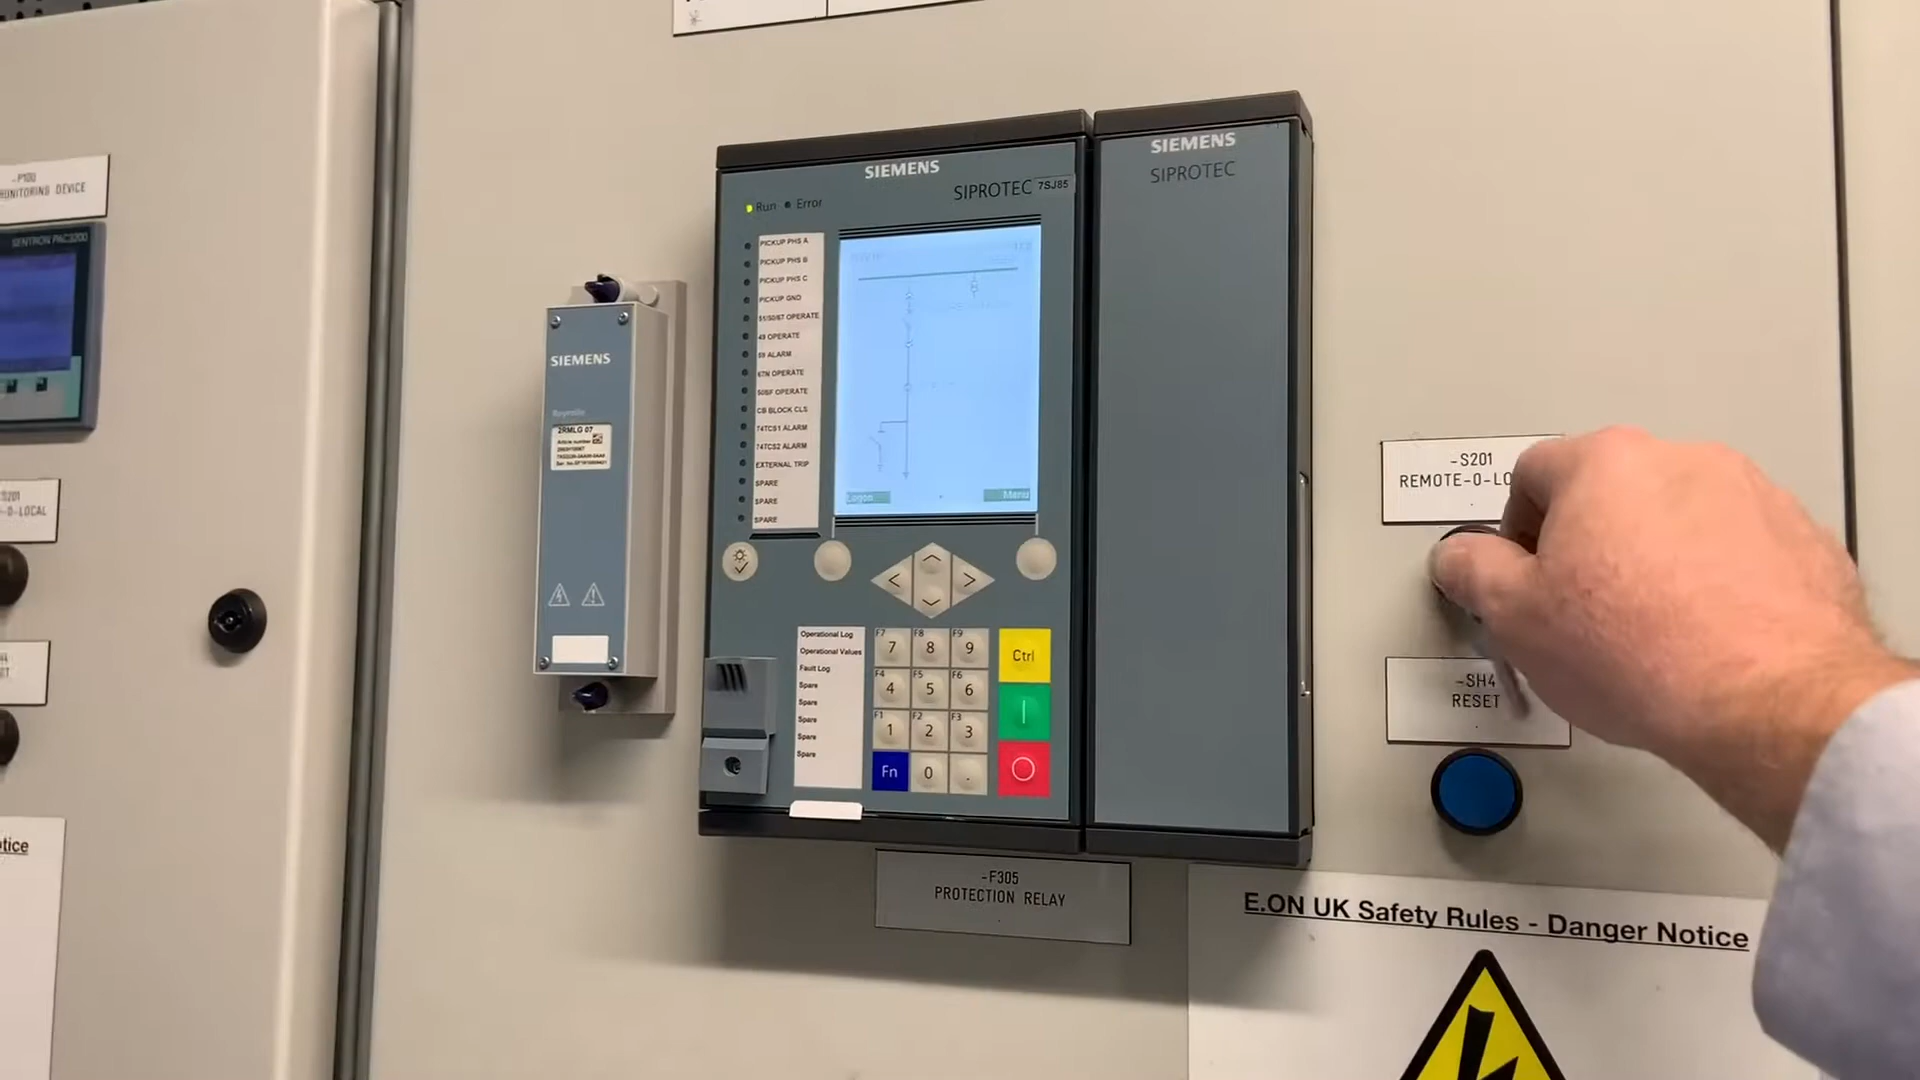 -P100
MONITORING DEVICE
SENTRON PAC3200
S201
-O-LOCAL
SIEMENS
Reyrolle
2RMLG 07
Article number
SIEMENS
SIPROTEC 7SJ85
Run Error
PICKUP PHS A
PICKUP PHS B
PICKUP PHS C
PICKUP GND
51/50/67 OPERATE
49 OPERATE
59 ALARM
67N OPERATE
50BF OPERATE
CB BLOCK CLS
74TCS1 ALARM
74TCS2 ALARM
EXTERNAL TRIP
SPARE
SPARE
SPARE
Logon Menu
Operational Log
Operational Values
Fault Log
Spare
Spare
Spare
Spare
Spare
F7 7 F8 8 F9 9 Ctrl
F4 4 F5 5 F6 6
F1 1 F2 2 F3 3
Fn 0 .
-F305
PROTECTION RELAY
SIEMENS
SIPROTEC
-S201
REMOTE-O-LO
-SH4
RESET
E.ON UK Safety Rules - Danger Notice
otice